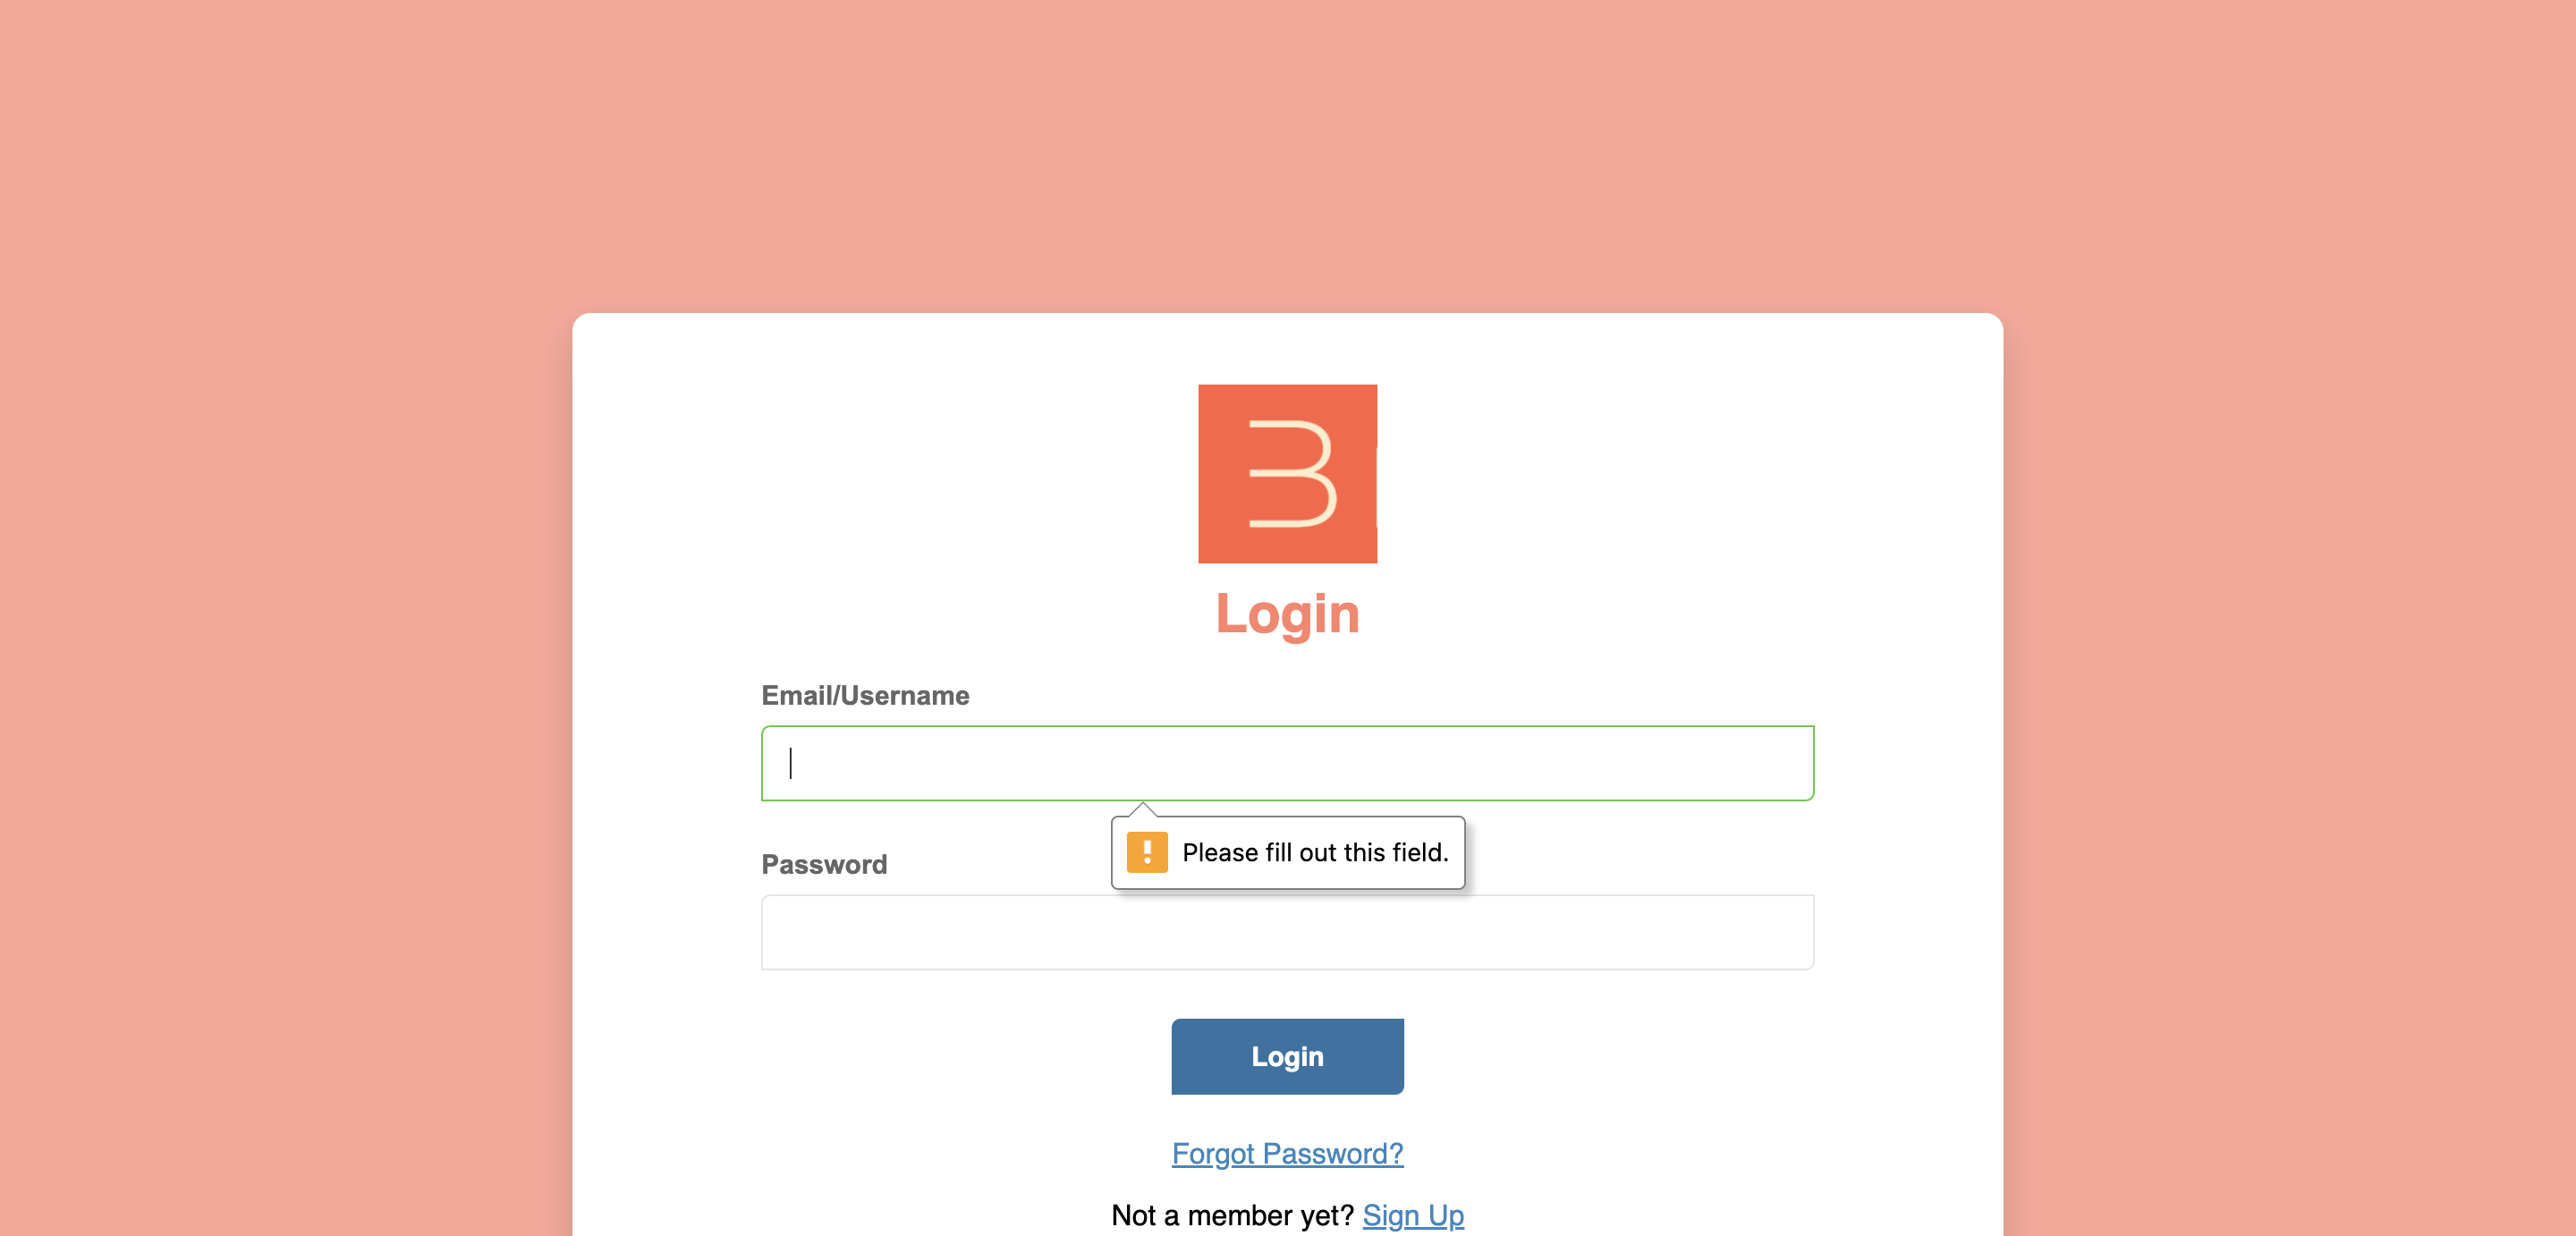 B
Login
Email/Username
Please fill out this field.
Password
Login
Forgot Password?
Not a member yet? Sign Up